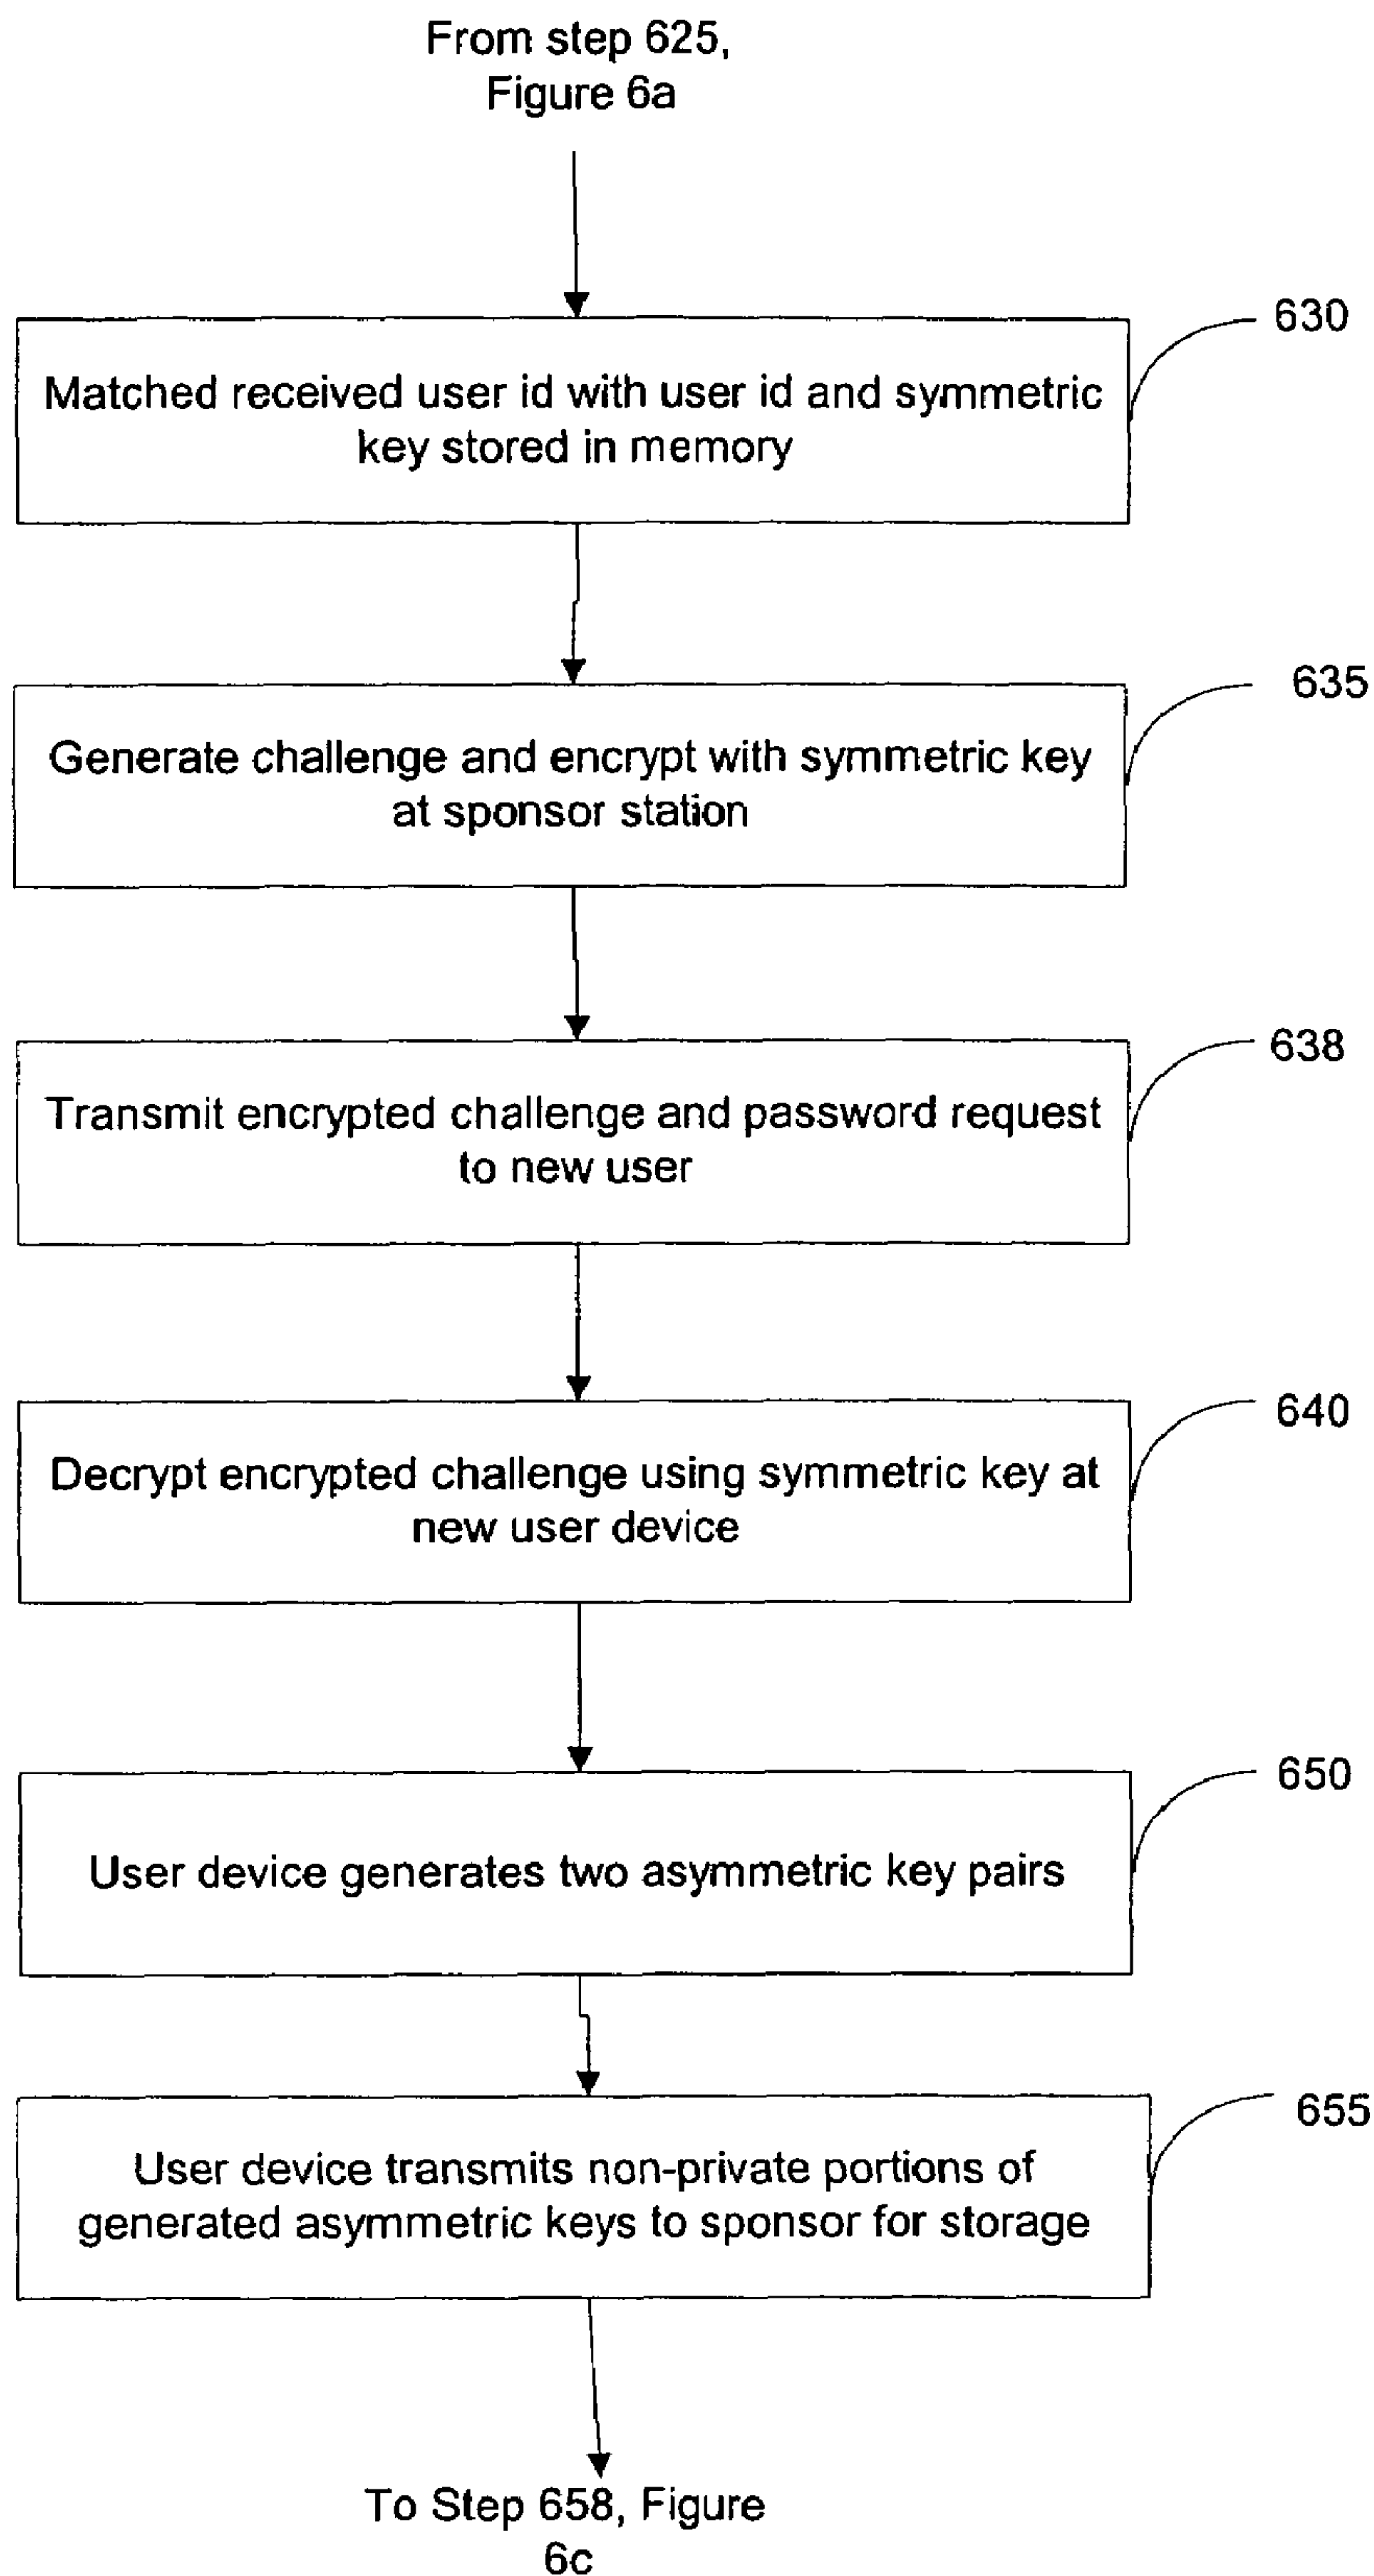 From step 625,
Figure 6a
630
Matched received user id with user id and symmetric
key stored in memory
635
Generate challenge and encrypt with symmetric key
at sponsor station
638
Transmit encrypted challenge and password request
to new user
640
Decrypt encrypted challenge using symmetric key at
new user device
650
User device generates two asymmetric key pairs
655
User device transmits non-private portions of
generated asymmetric keys to sponsor for storage
To Step 658, Figure
6c